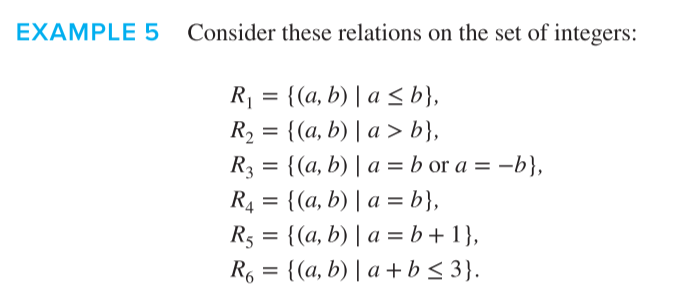 EXAMPLE 5 Consider these relations on the set of integers:
R₁ = {(a, b) ∣ a ≤ b},
R₂ = {(a, b) ∣ a > b},
R₃ = {(a, b) ∣ a = b or a = −b},
R₄ = {(a, b) ∣ a = b},
R₅ = {(a, b) ∣ a = b + 1},
R₆ = {(a, b) ∣ a + b ≤ 3}.